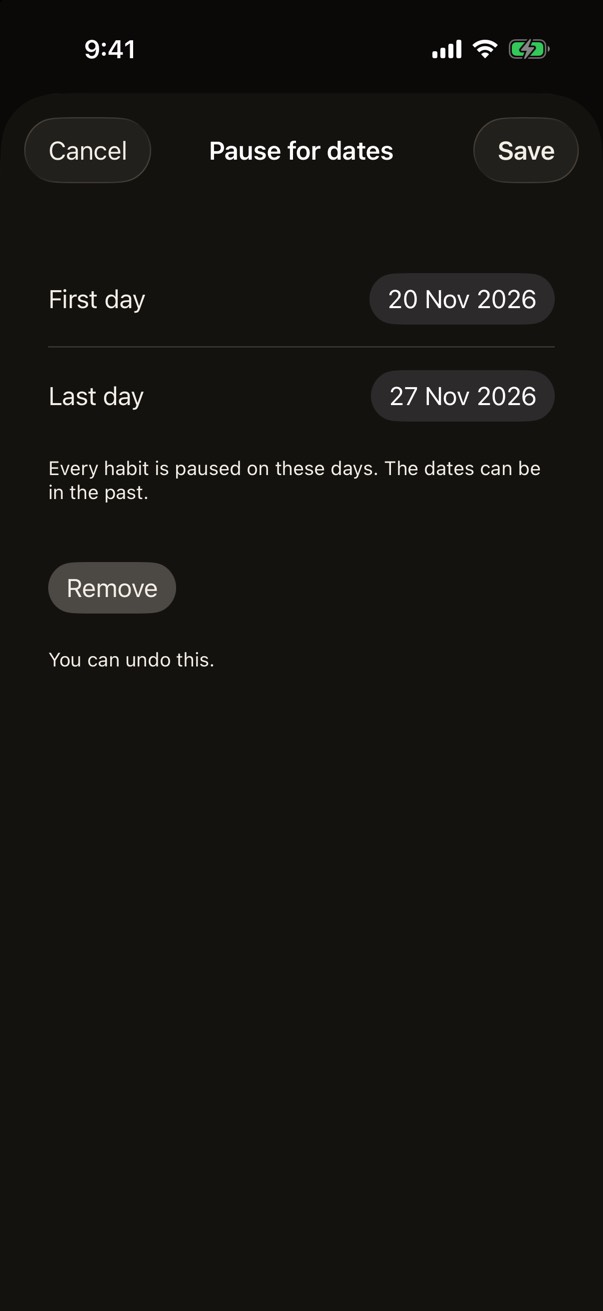 9:41
Cancel
Pause for dates
Save
First day
20 Nov 2026
Last day
27 Nov 2026
Every habit is paused on these days. The dates can be
in the past.
Remove
You can undo this.